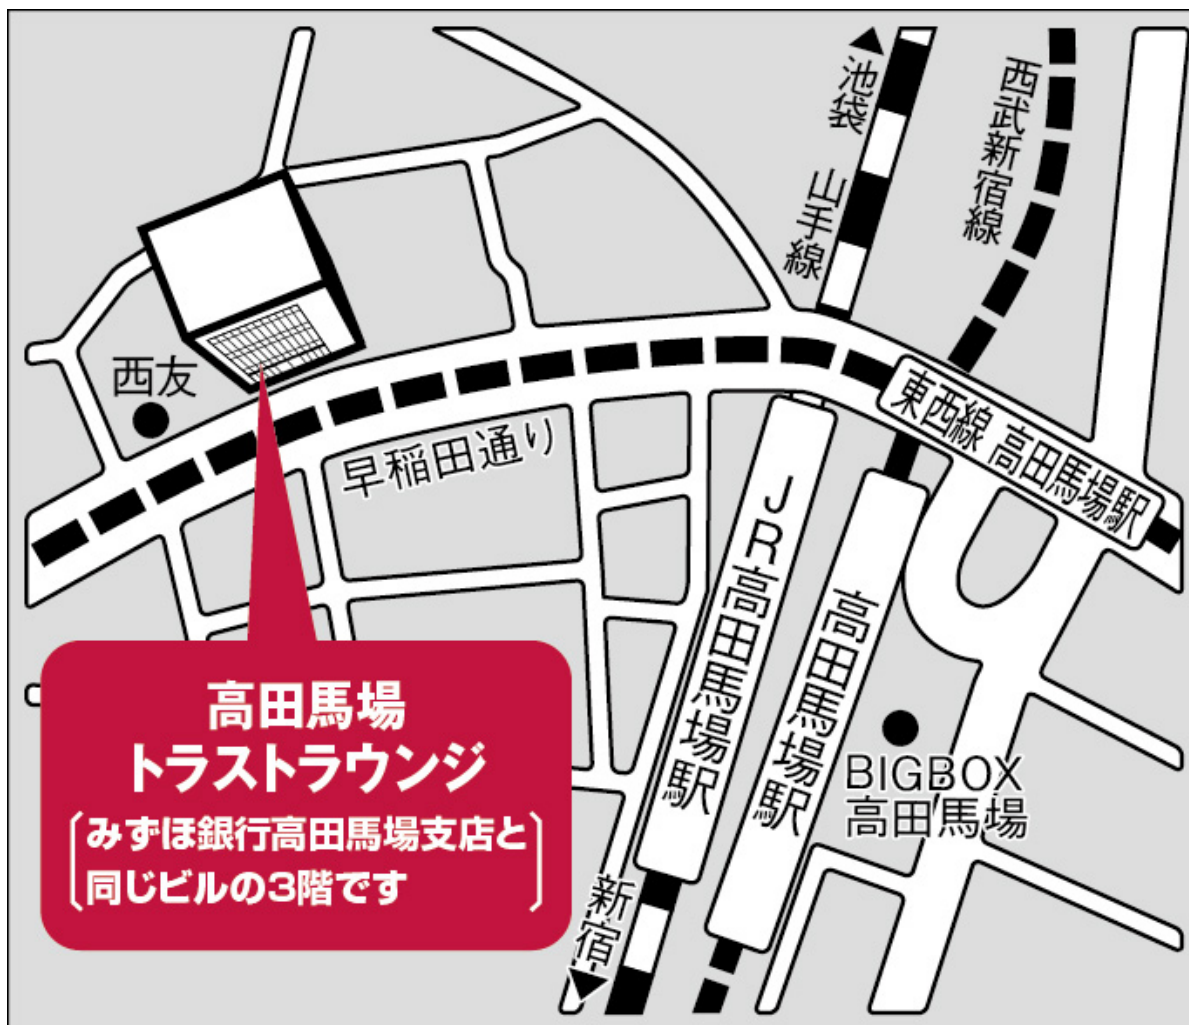 池袋
山手線
西武新宿線
西友
早稲田通り
東西線 高田馬場駅
JR高田馬場駅
高田馬場駅
BIGBOX
高田馬場
新宿
高田馬場
トラストラウンジ
みずほ銀行高田馬場支店と
同じビルの3階です